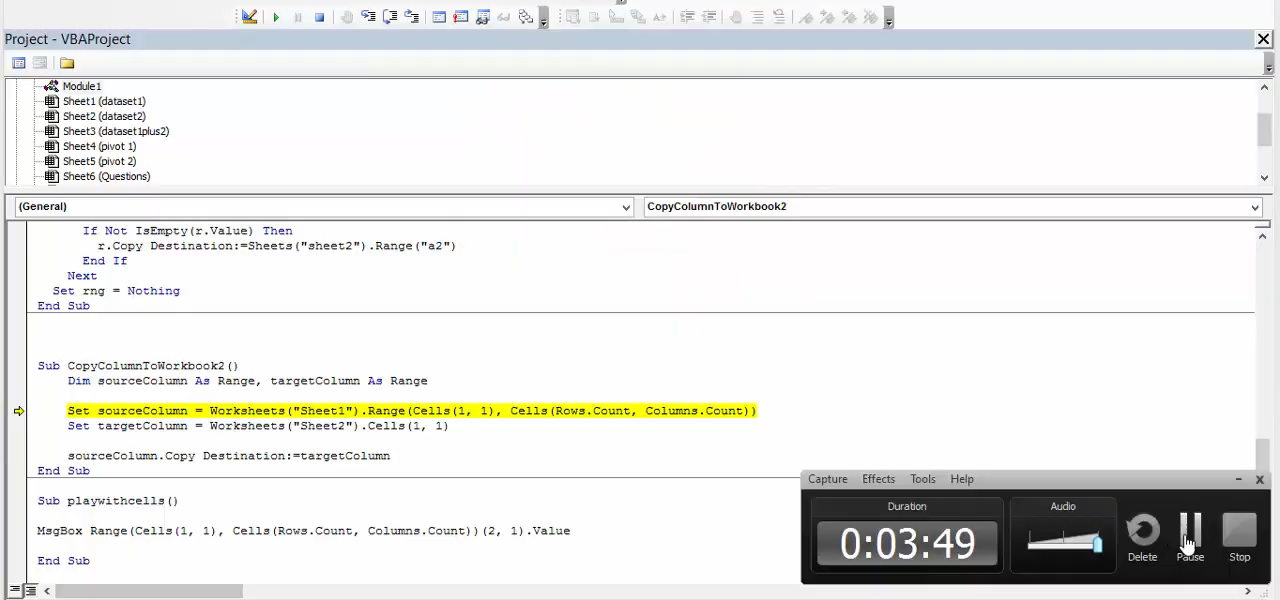 Project - VBAProject
Module1
Sheet1 (dataset1)
Sheet2 (dataset2)
Sheet3 (dataset1plus2)
Sheet4 (pivot 1)
Sheet5 (pivot 2)
Sheet6 (Questions)
(General)
CopyColumnToWorkbook2
If Not IsEmpty(r.Value) Then
r.Copy Destination:=Sheets("sheet2").Range("a2")
End If
Next
Set rng = Nothing
End Sub
Sub CopyColumnToWorkbook2()
Dim sourceColumn As Range, targetColumn As Range
Set sourceColumn = Worksheets("Sheet1").Range(Cells(1, 1), Cells(Rows.Count, Columns.Count))
Set targetColumn = Worksheets("Sheet2").Cells(1, 1)
sourceColumn.Copy Destination:=targetColumn
End Sub
Sub playwithcells()
MsgBox Range(Cells(1, 1), Cells(Rows.Count, Columns.Count))(2, 1).Value
End Sub
Capture Effects Tools Help
Duration
Audio
0:03:49
Delete
Pause
Stop